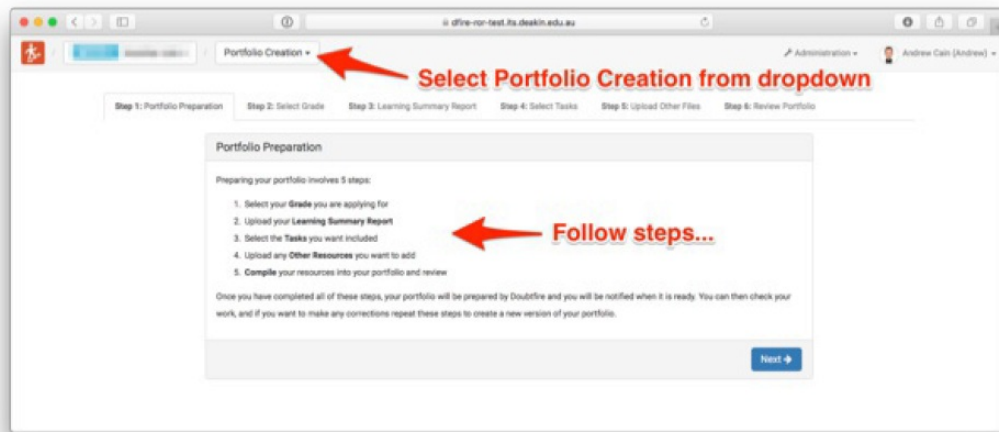 dfire-ror-test.its.deakin.edu.au
Portfolio Creation
Administration
Andrew Cain (Andrew)
Select Portfolio Creation from dropdown
Step 1: Portfolio Preparation
Step 2: Select Grade
Step 3: Learning Summary Report
Step 4: Select Tasks
Step 5: Upload Other Files
Step 6: Review Portfolio
Portfolio Preparation
Preparing your portfolio involves 5 steps:
1. Select your Grade you are applying for
2. Upload your Learning Summary Report
3. Select the Tasks you want included
4. Upload any Other Resources you want to add
5. Compile your resources into your portfolio and review
Follow steps...
Once you have completed all of these steps, your portfolio will be prepared by Doubtfire and you will be notified when it is ready. You can then check your
work, and if you want to make any corrections repeat these steps to create a new version of your portfolio.
Next